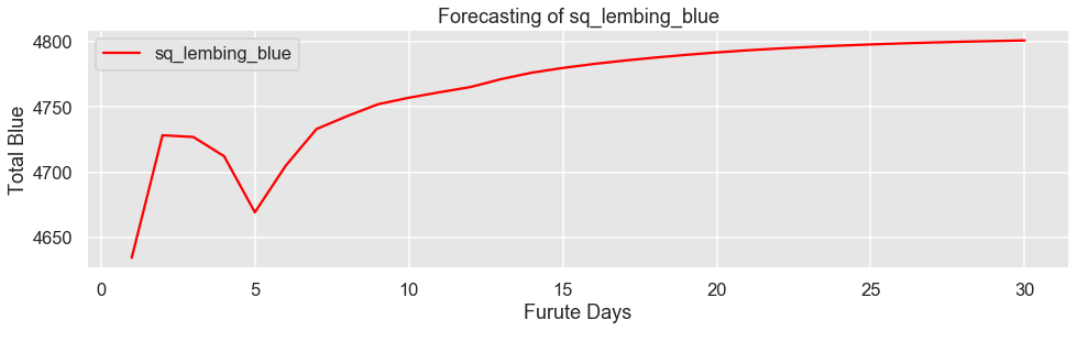 Forecasting of sq_lembing_blue
sq_lembing_blue
Total Blue
4800
4750
4700
4650
0 5 10 15 20 25 30
Furute Days